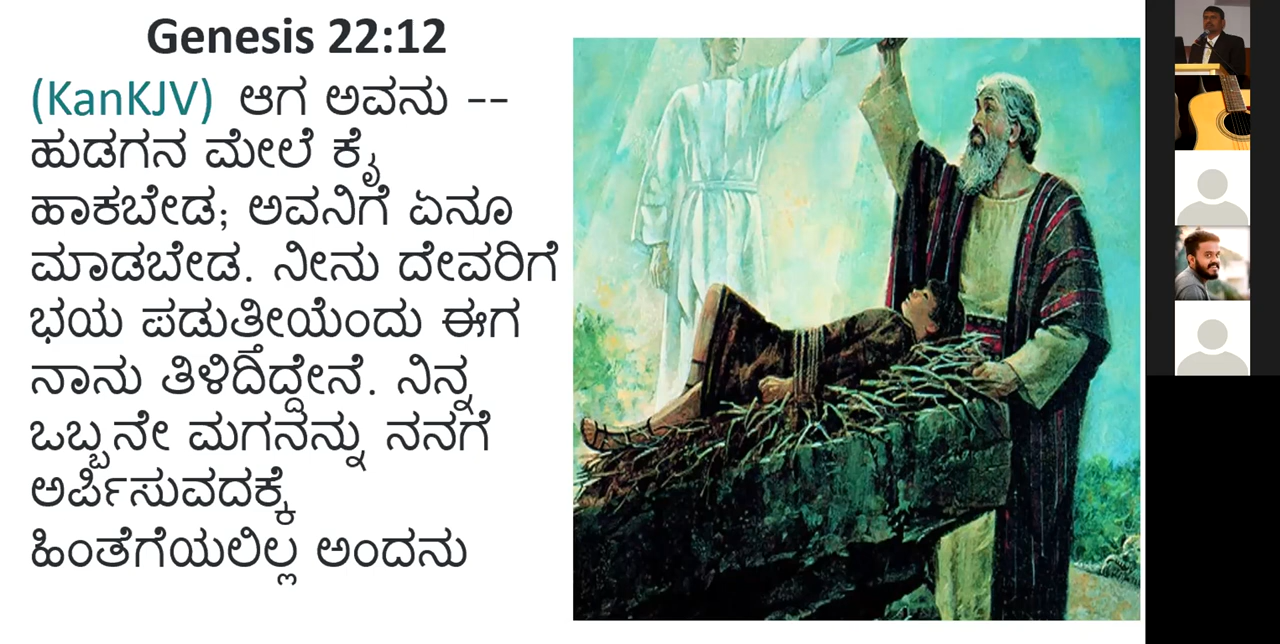 Genesis 22:12
(KanKJV) ಆಗ ಅವನು --
ಹುಡಗನ ಮೇಲೆ ಕೈ
ಹಾಕಬೇಡ; ಅವನಿಗೆ ಏನೂ
ಮಾಡಬೇಡ. ನೀನು ದೇವರಿಗೆ
ಭಯ ಪಡುತ್ತೀಯೆಂದು ಈಗ
ನಾನು ತಿಳಿದಿದ್ದೇನೆ. ನಿನ್ನ
ಒಬ್ಬನೇ ಮಗನನ್ನು ನನಗೆ
ಅರ್ಪಿಸುವದಕ್ಕೆ
ಹಿಂತೆಗೆಯಲಿಲ್ಲ ಅಂದನು